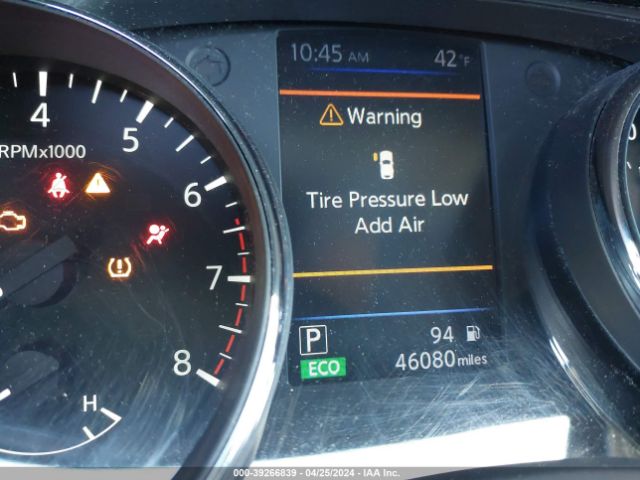 10:45 AM 42°F
Warning
Tire Pressure Low
Add Air
P 94
ECO 46080 miles
4
5
RPMx1000
6
7
8
H
000-39266839 - 04/25/2024 - IAA Inc.